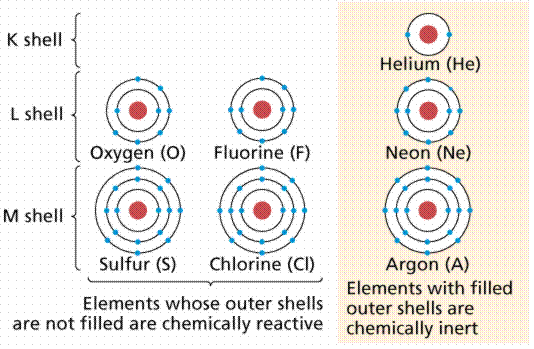 K shell
Helium (He)
L shell
Oxygen (O)
Fluorine (F)
Neon (Ne)
M shell
Sulfur (S)
Chlorine (Cl)
Argon (A)
Elements whose outer shells
are not filled are chemically reactive
Elements with filled
outer shells are
chemically inert